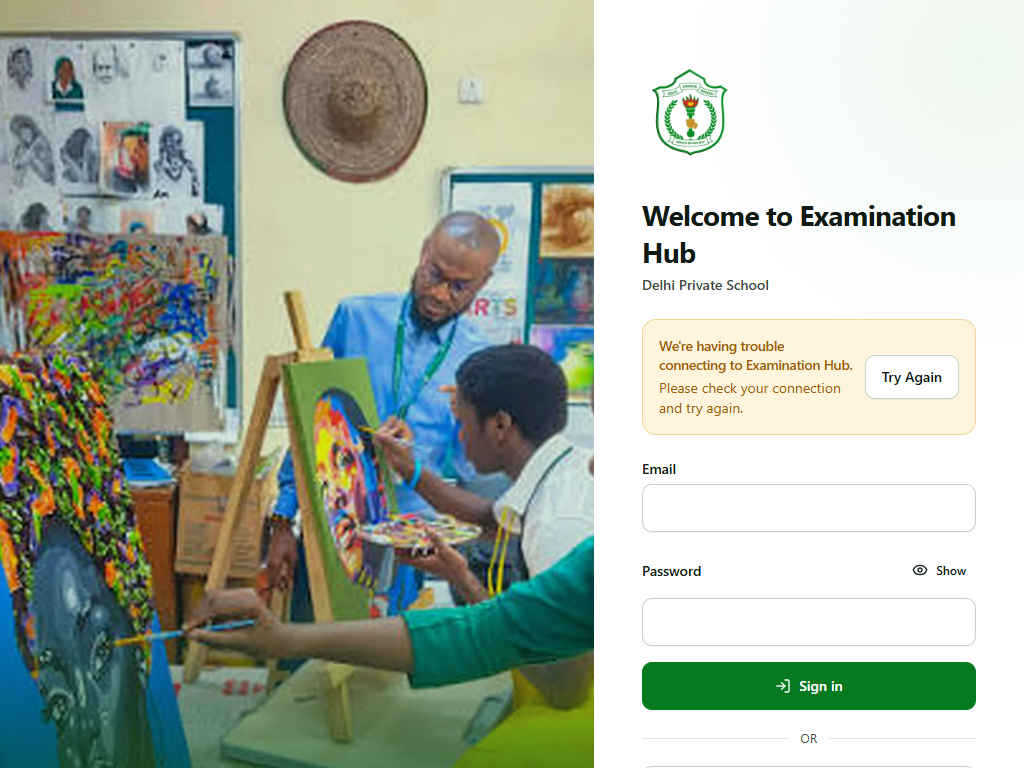 ARTS
Welcome to Examination
Hub
Delhi Private School
We're having trouble
connecting to Examination Hub.
Please check your connection
and try again.
Try Again
Email
Password
Show
Sign in
OR